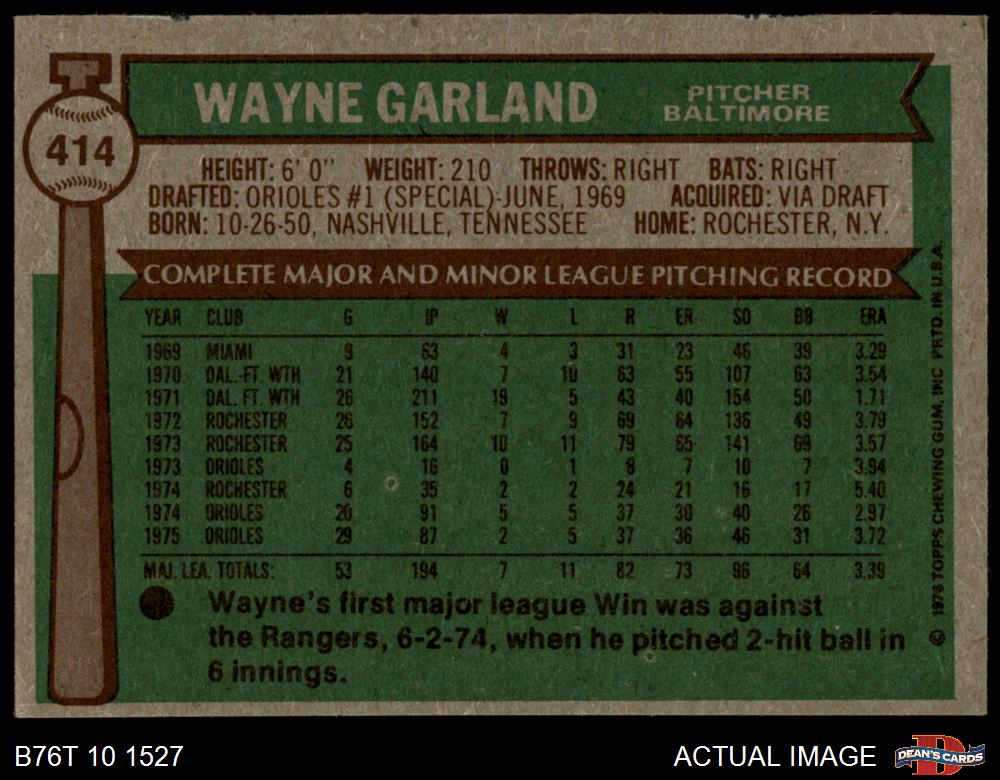 WAYNE GARLAND
PITCHER
BALTIMORE
414
HEIGHT: 6' 0" WEIGHT: 210 THROWS: RIGHT BATS: RIGHT
DRAFTED: ORIOLES #1 (SPECIAL)-JUNE, 1969 ACQUIRED: VIA DRAFT
BORN: 10-26-50, NASHVILLE, TENNESSEE HOME: ROCHESTER, N.Y.
COMPLETE MAJOR AND MINOR LEAGUE PITCHING RECORD
YEAR CLUB G IP W L R ER SO BB ERA
1969 MIAMI 9 63 4 3 31 23 46 39 3.29
1970 DAL.-FT. WTH 21 140 7 10 63 55 107 63 3.54
1971 DAL. FT. WTH 26 211 19 5 43 40 154 50 1.71
1972 ROCHESTER 26 152 7 9 69 64 136 49 3.79
1973 ROCHESTER 25 164 10 11 79 65 141 69 3.57
1973 ORIOLES 4 16 0 1 8 7 10 7 3.94
1974 ROCHESTER 6 35 2 2 24 21 16 17 5.40
1974 ORIOLES 20 91 5 5 37 30 40 26 2.97
1975 ORIOLES 29 87 2 5 37 36 46 31 3.72
MAJ. LEA. TOTALS: 53 194 7 11 82 73 96 64 3.39
Wayne's first major league Win was against
the Rangers, 6-2-74, when he pitched 2-hit ball in
6 innings.
© 1976 TOPPS CHEWING GUM, INC PRTD. IN U.S.A.
B76T 10 1527
ACTUAL IMAGE
DEAN'S CARDS